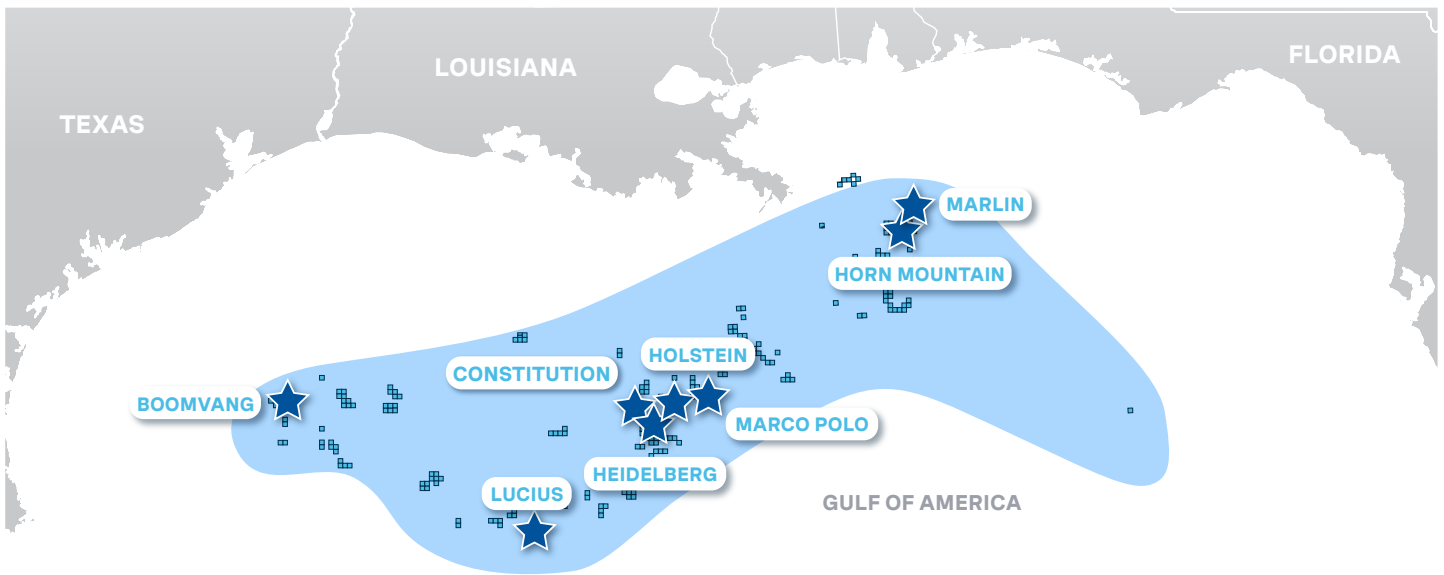 LOUISIANA
FLORIDA
TEXAS
MARLIN
HORN MOUNTAIN
HOLSTEIN
CONSTITUTION
BOOMVANG
MARCO POLO
HEIDELBERG
LUCIUS
GULF OF AMERICA